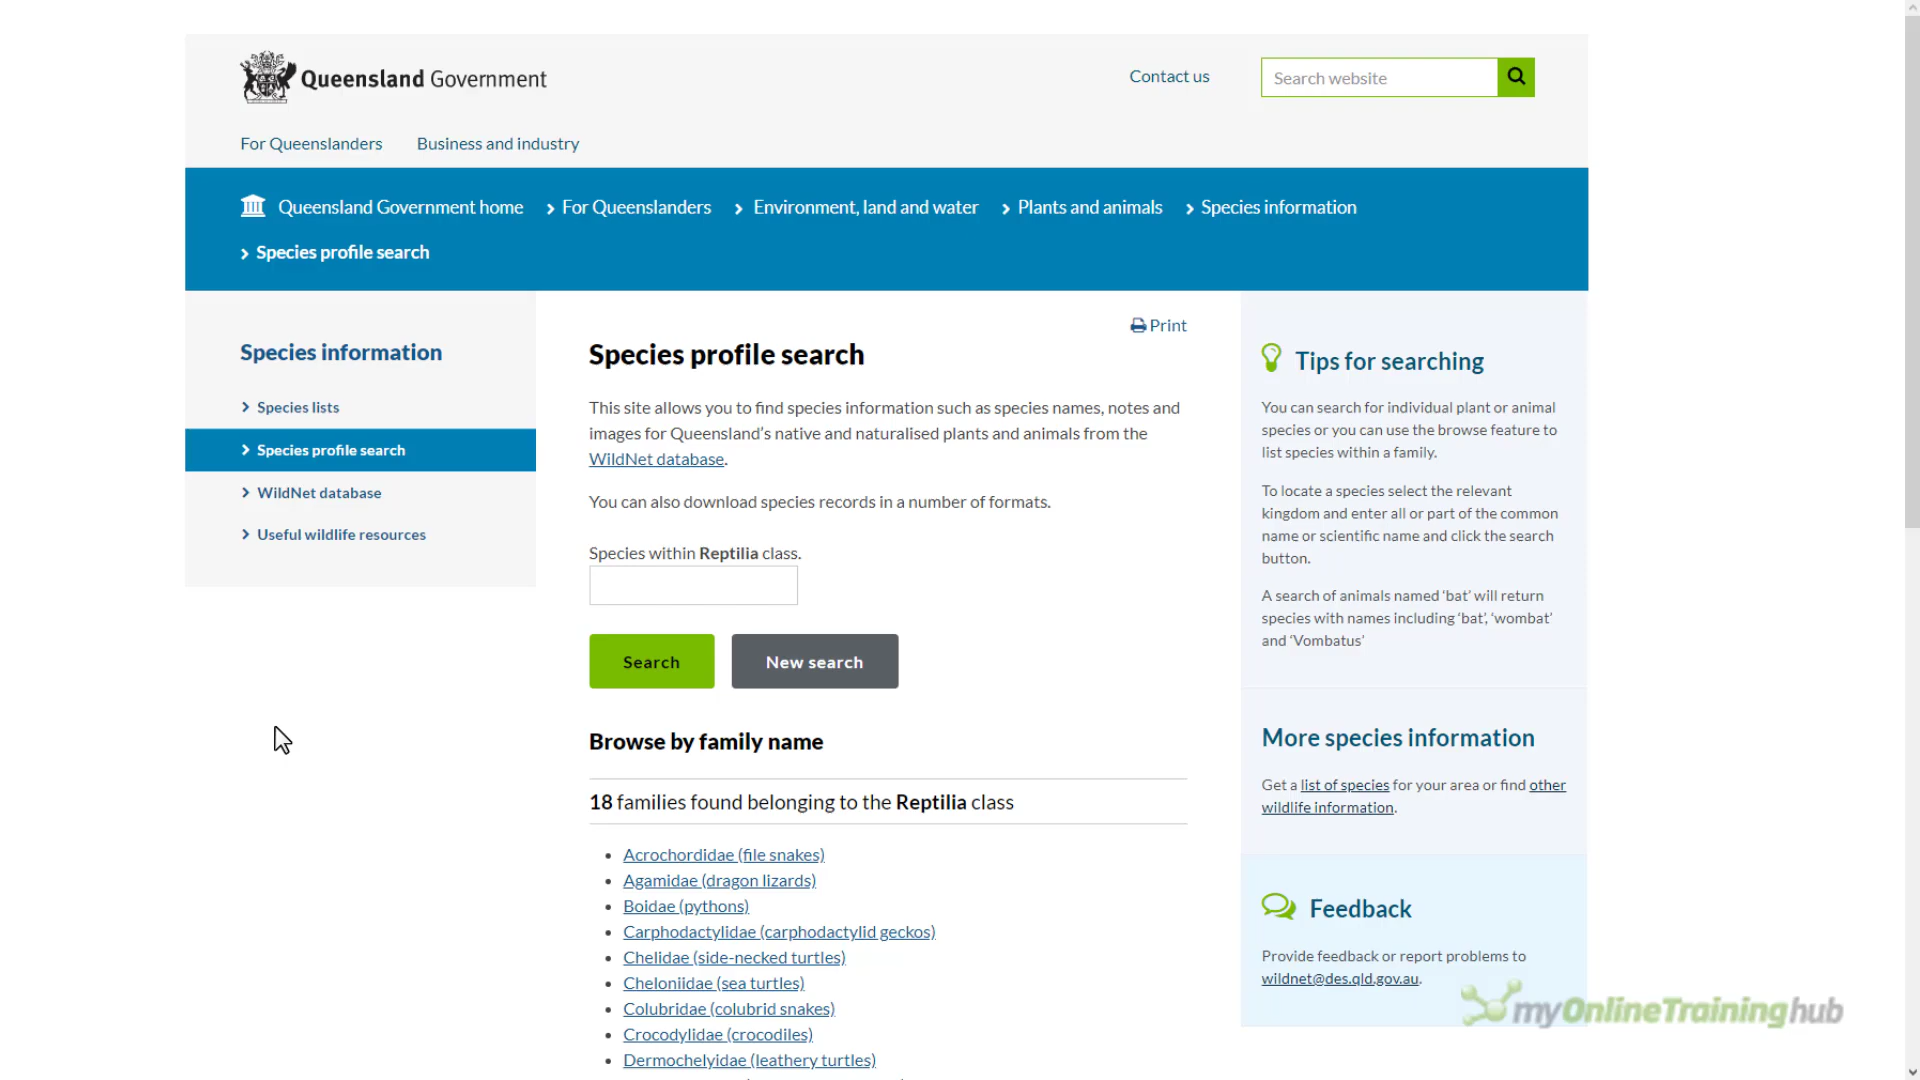 Queensland Government
Contact us
Search website
For Queenslanders
Business and industry
Queensland Government home
For Queenslanders
Environment, land and water
Plants and animals
Species information
Species profile search
Species information
Species lists
Species profile search
WildNet database
Useful wildlife resources
Print
Species profile search
This site allows you to find species information such as species names, notes and
images for Queensland’s native and naturalised plants and animals from the
WildNet database.
You can also download species records in a number of formats.
Species within Reptilia class.
Search
New search
Browse by family name
18 families found belonging to the Reptilia class
Acrochordidae (file snakes)
Agamidae (dragon lizards)
Boidae (pythons)
Carphodactylidae (carphodactylid geckos)
Chelidae (side-necked turtles)
Cheloniidae (sea turtles)
Colubridae (colubrid snakes)
Crocodylidae (crocodiles)
Dermochelyidae (leathery turtles)
Tips for searching
You can search for individual plant or animal
species or you can use the browse feature to
list species within a family.
To locate a species select the relevant
kingdom and enter all or part of the common
name or scientific name and click the search
button.
A search of animals named ‘bat’ will return
species with names including ‘bat’, ‘wombat’
and ‘Vombatus’
More species information
Get a list of species for your area or find other
wildlife information.
Feedback
Provide feedback or report problems to
wildnet@des.qld.gov.au.
myOnlineTraininghub